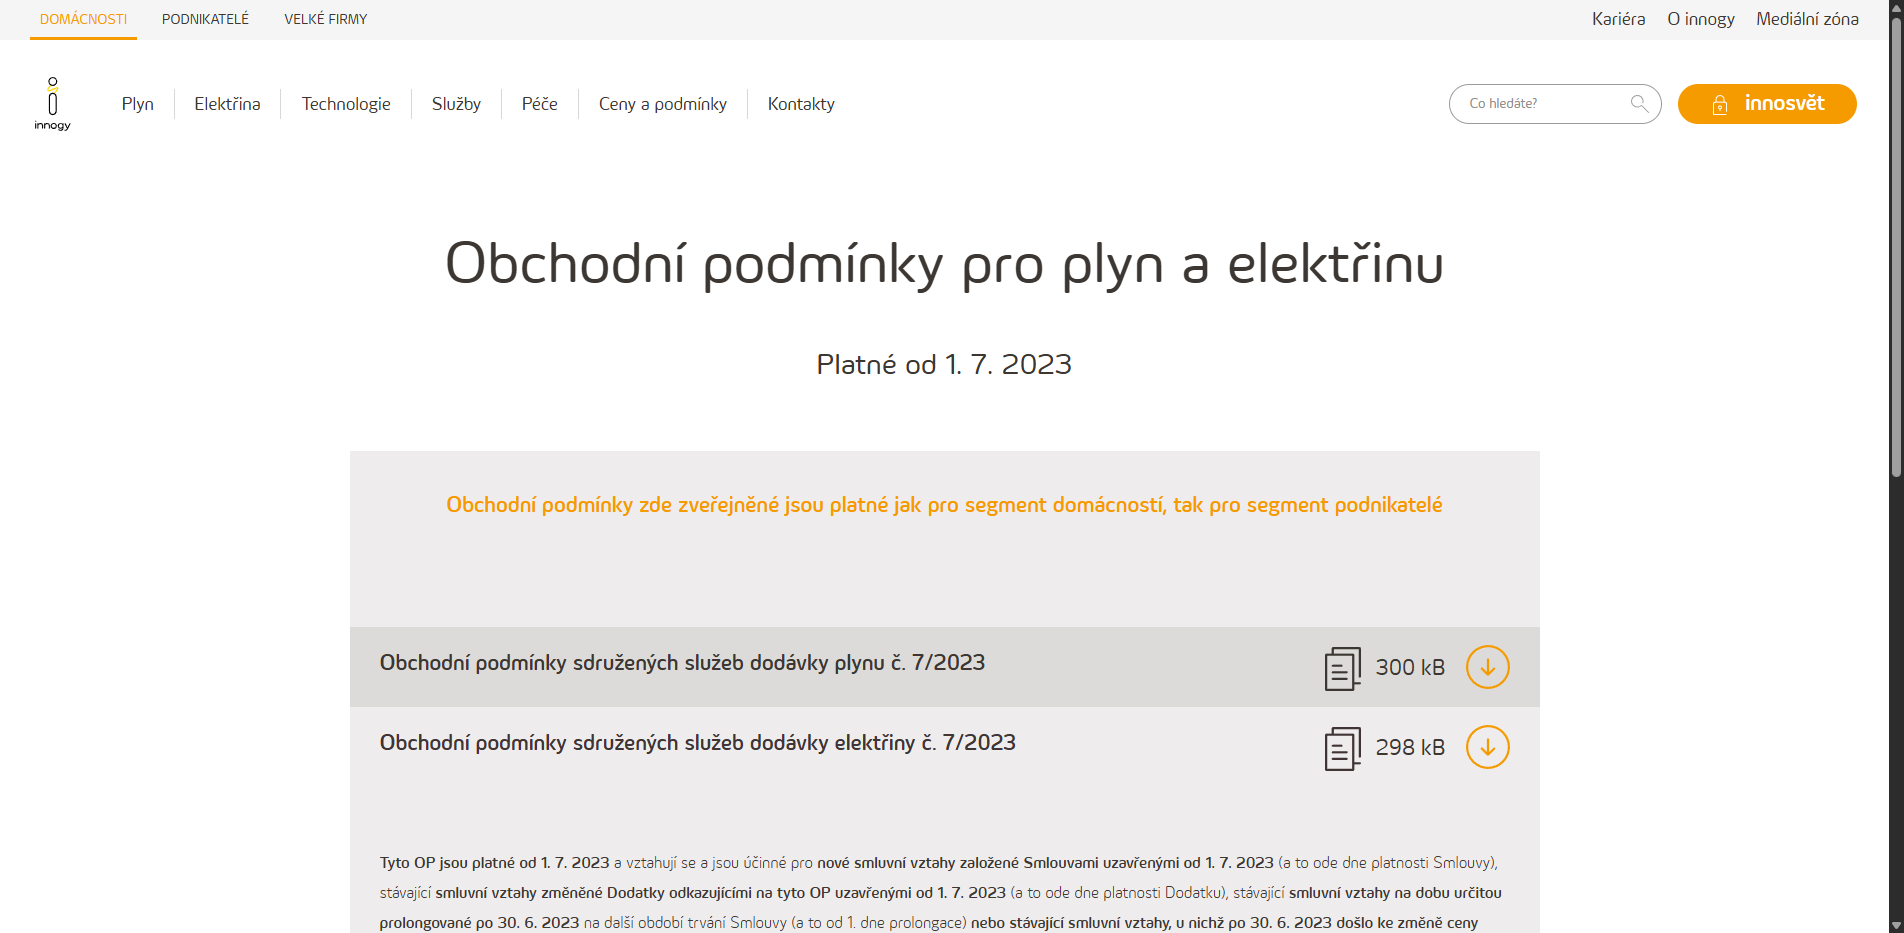 DOMÁCNOSTI PODNIKATELÉ VELKÉ FIRMY Kariéra O innogy Mediální zóna
innogy Plyn Elektřina Technologie Služby Péče Ceny a podmínky Kontakty Co hledáte? innosvět
Obchodní podmínky pro plyn a elektřinu
Platné od 1. 7. 2023
Obchodní podmínky zde zveřejněné jsou platné jak pro segment domácností, tak pro segment podnikatelé
Obchodní podmínky sdružených služeb dodávky plynu č. 7/2023 300 kB
Obchodní podmínky sdružených služeb dodávky elektřiny č. 7/2023 298 kB
Tyto OP jsou platné od 1. 7. 2023 a vztahují se a jsou účinné pro nové smluvní vztahy založené Smlouvami uzavřenými od 1. 7. 2023 (a to ode dne platnosti Smlouvy),
stávající smluvní vztahy změněné Dodatky odkazujícími na tyto OP uzavřenými od 1. 7. 2023 (a to ode dne platnosti Dodatku), stávající smluvní vztahy na dobu určitou
prolongované po 30. 6. 2023 na další období trvání Smlouvy (a to od 1. dne prolongace) nebo stávající smluvní vztahy, u nichž po 30. 6. 2023 došlo ke změně ceny